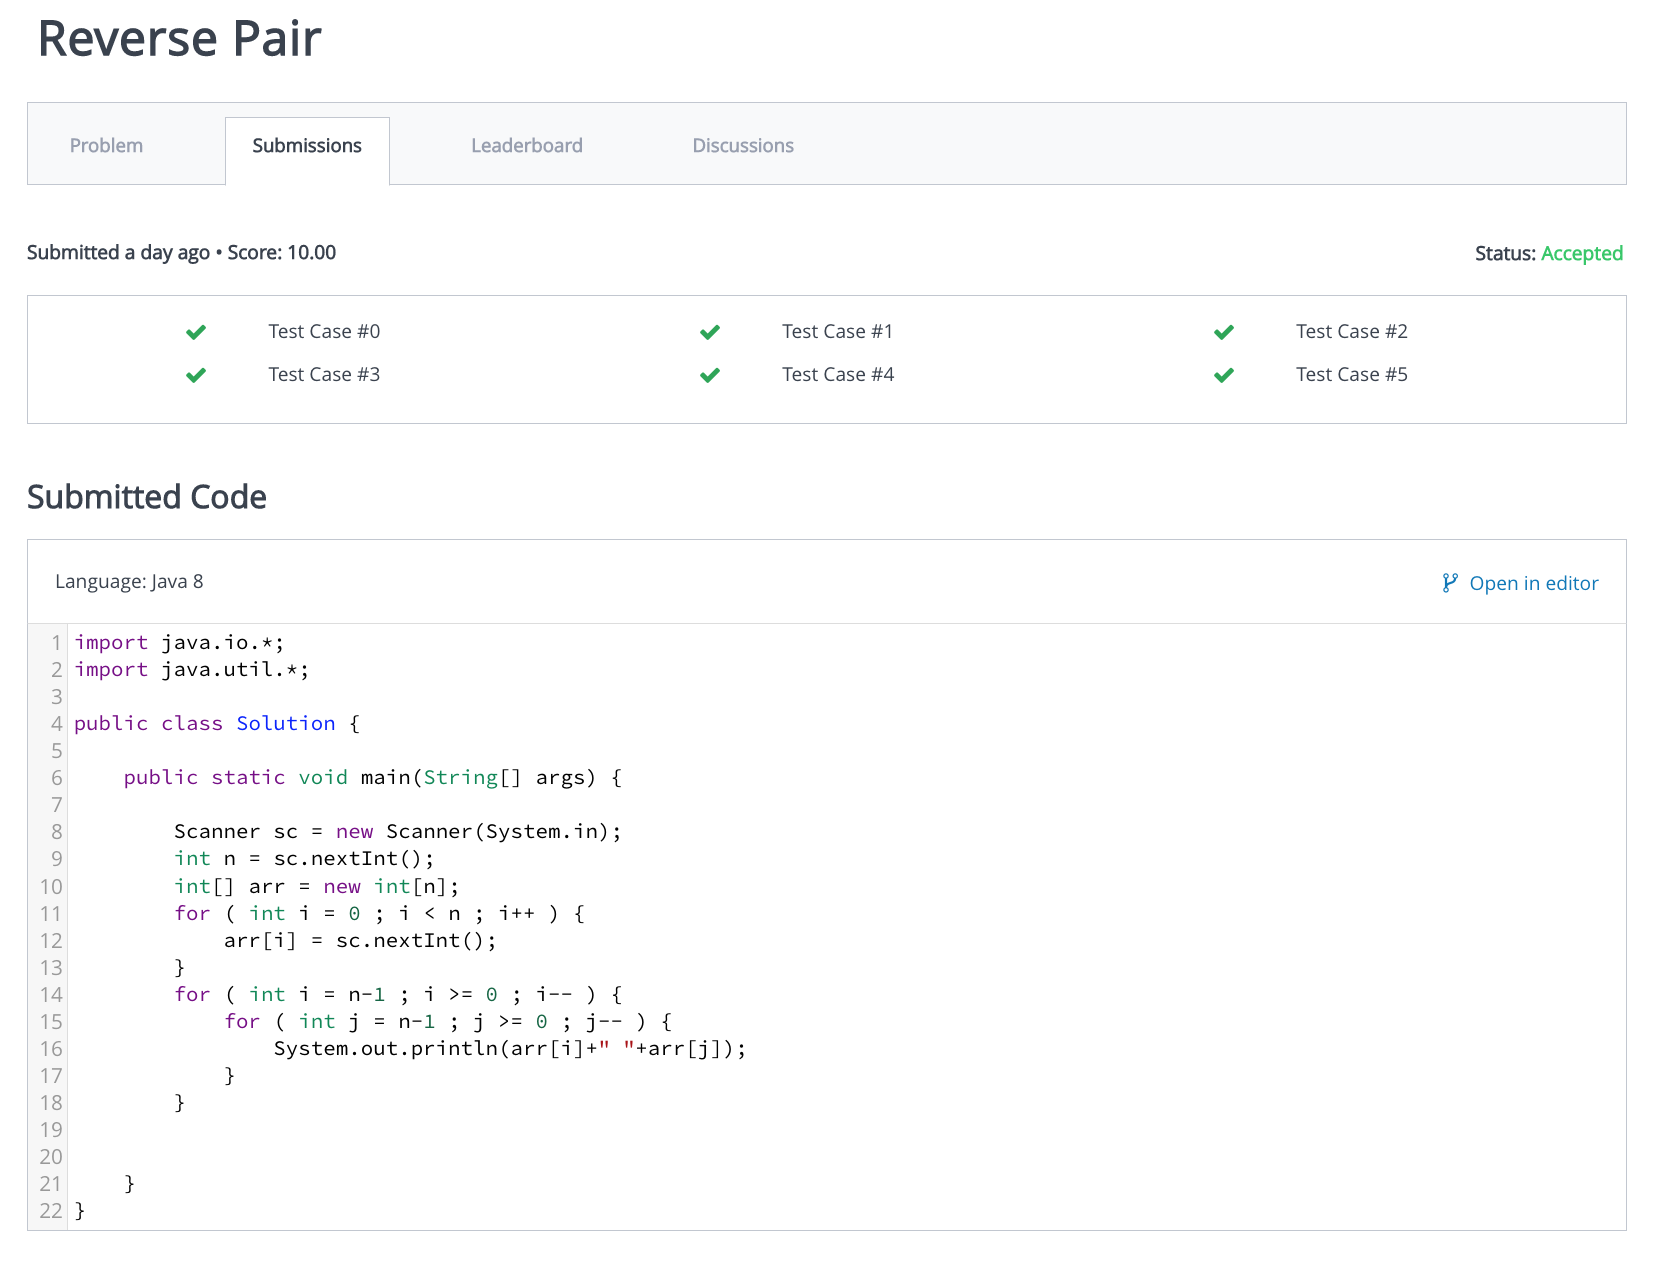 Reverse Pair
Problem
Submissions
Leaderboard
Discussions
Submitted a day ago • Score: 10.00
Status: Accepted
Test Case #0
Test Case #1
Test Case #2
Test Case #3
Test Case #4
Test Case #5
Submitted Code
Language: Java 8
Open in editor
1 import java.io.*;
2 import java.util.*;
3
4 public class Solution {
5
6     public static void main(String[] args) {
7
8         Scanner sc = new Scanner(System.in);
9         int n = sc.nextInt();
10         int[] arr = new int[n];
11         for ( int i = 0 ; i < n ; i++ ) {
12             arr[i] = sc.nextInt();
13         }
14         for ( int i = n-1 ; i >= 0 ; i-- ) {
15             for ( int j = n-1 ; j >= 0 ; j-- ) {
16                 System.out.println(arr[i]+" "+arr[j]);
17             }
18         }
19
20
21     }
22 }